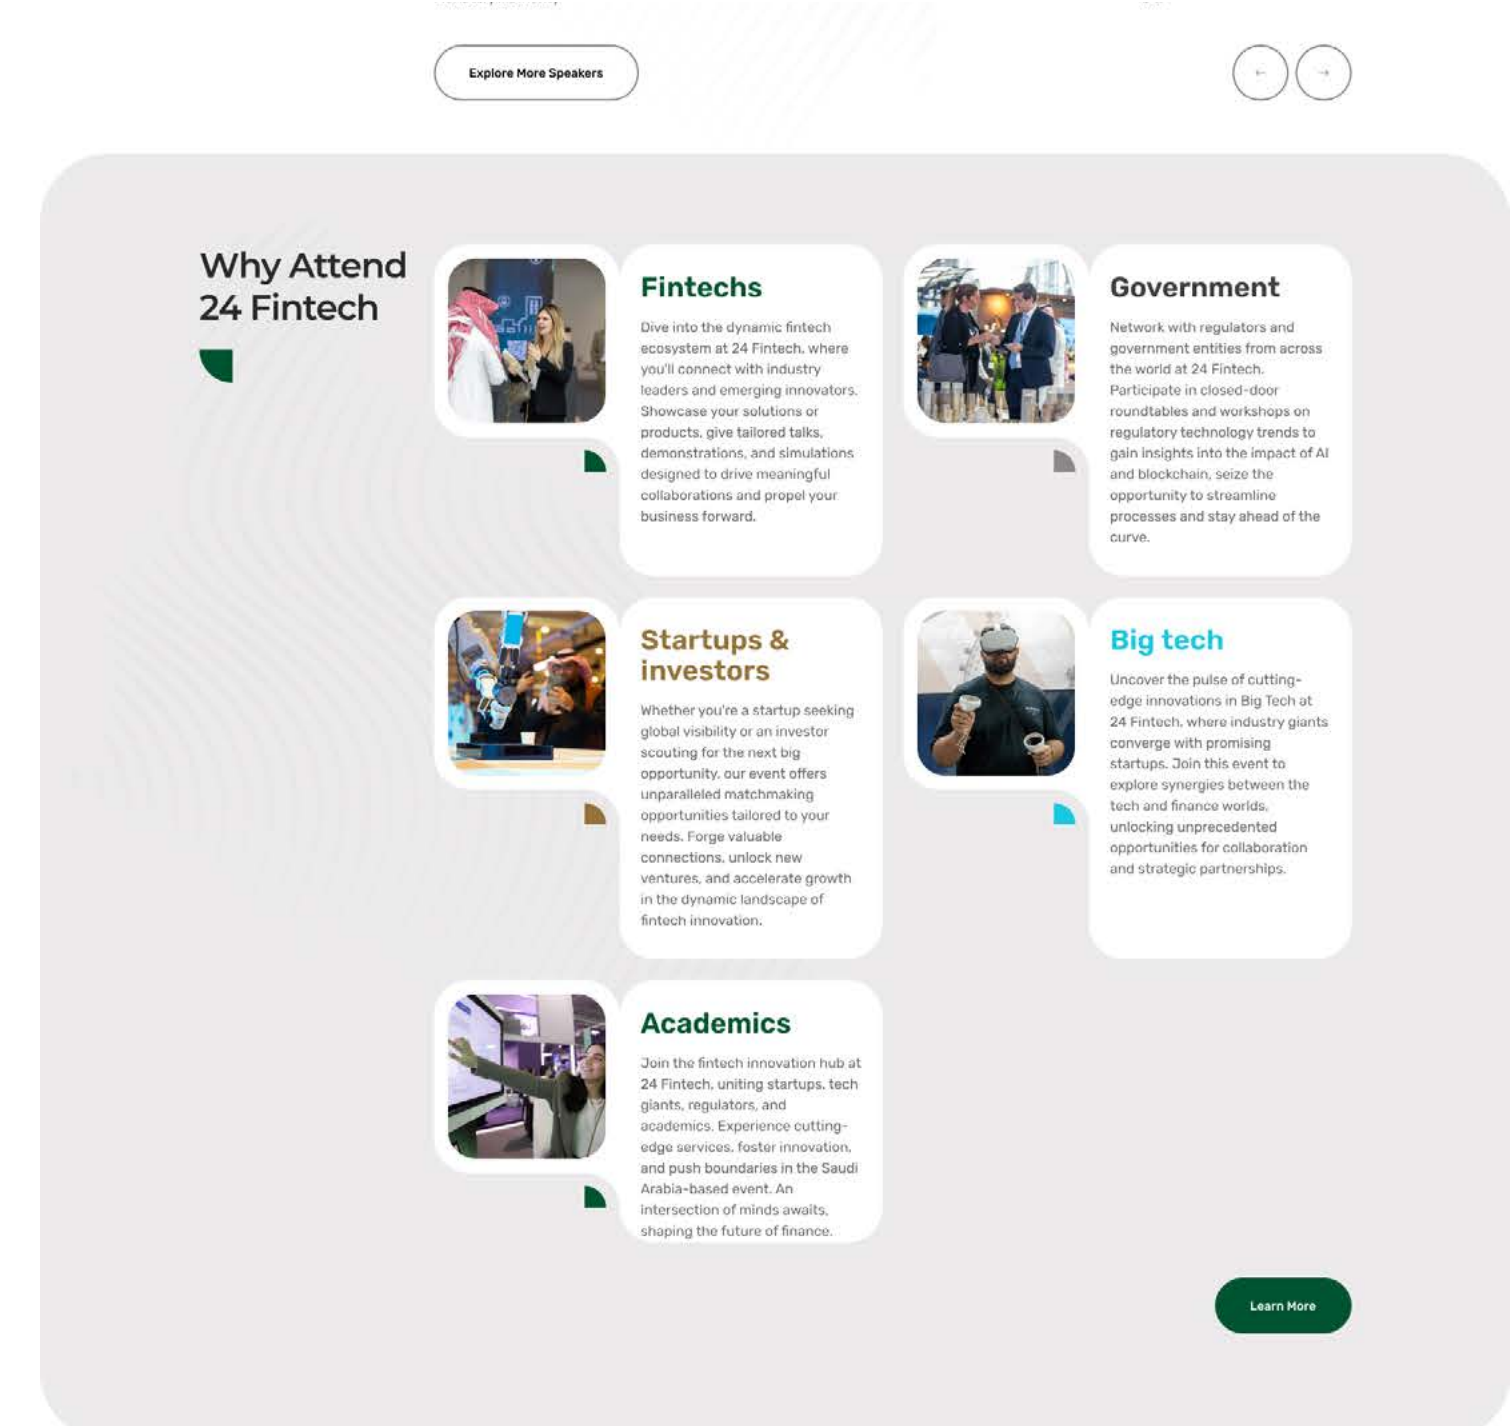 Explore More Speakers
←
→
Why Attend
24 Fintech
Fintechs
Dive into the dynamic fintech
ecosystem at 24 Fintech, where
you'll connect with industry
leaders and emerging innovators.
Showcase your solutions or
products, give tailored talks,
demonstrations, and simulations
designed to drive meaningful
collaborations and propel your
business forward.
Government
Network with regulators and
government entities from across
the world at 24 Fintech.
Participate in closed-door
roundtables and workshops on
regulatory technology trends to
gain insights into the impact of AI
and blockchain, seize the
opportunity to streamline
processes and stay ahead of the
curve.
Startups &
investors
Whether you're a startup seeking
global visibility or an investor
scouting for the next big
opportunity, our event offers
unparalleled matchmaking
opportunities tailored to your
needs. Forge valuable
connections, unlock new
ventures, and accelerate growth
in the dynamic landscape of
fintech innovation.
Big tech
Uncover the pulse of cutting-
edge innovations in Big Tech at
24 Fintech, where industry giants
converge with promising
startups. Join this event to
explore synergies between the
tech and finance worlds,
unlocking unprecedented
opportunities for collaboration
and strategic partnerships.
Academics
Join the fintech innovation hub at
24 Fintech, uniting startups, tech
giants, regulators, and
academics. Experience cutting-
edge services, foster innovation,
and push boundaries in the Saudi
Arabia-based event. An
intersection of minds awaits,
shaping the future of finance.
Learn More